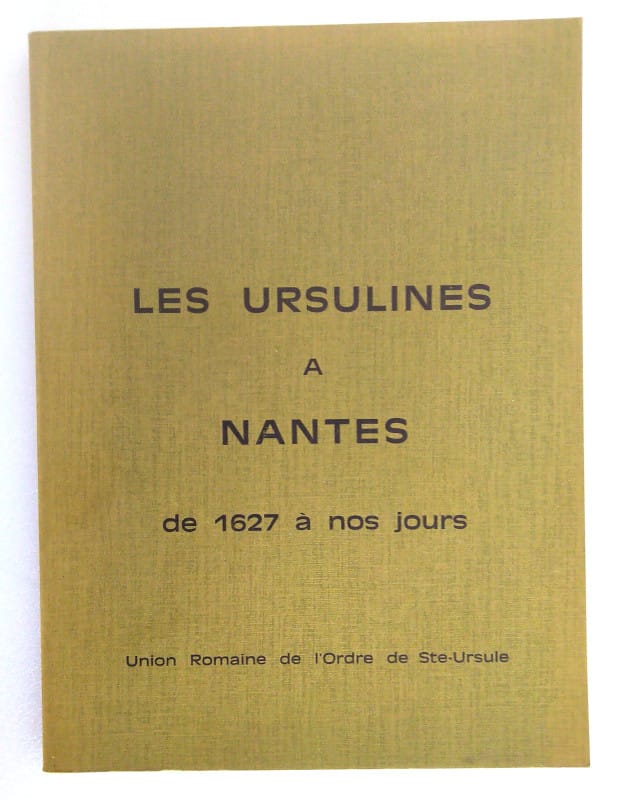 LES URSULINES
A
NANTES
de 1627 à nos jours
Union Romaine de l'Ordre de Ste-Ursule